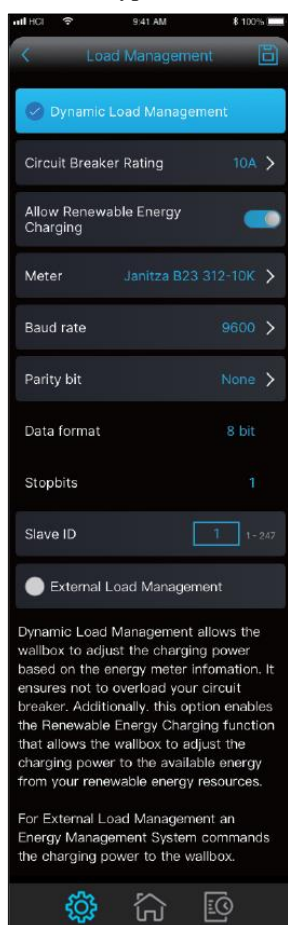 HCI 9:41 AM 100%
Load Management
Dynamic Load Management
Circuit Breaker Rating 10A
Allow Renewable Energy
Charging
Meter Janitza B23 312-10K
Baud rate 9600
Parity bit None
Data format 8 bit
Stopbits 1
Slave ID 1 1-247
External Load Management
Dynamic Load Management allows the
wallbox to adjust the charging power
based on the energy meter infomation. It
ensures not to overload your circuit
breaker. Additionally. this option enables
the Renewable Energy Charging function
that allows the wallbox to adjust the
charging power to the available energy
from your renewable energy resources.
For External Load Management an
Energy Management System commands
the charging power to the wallbox.